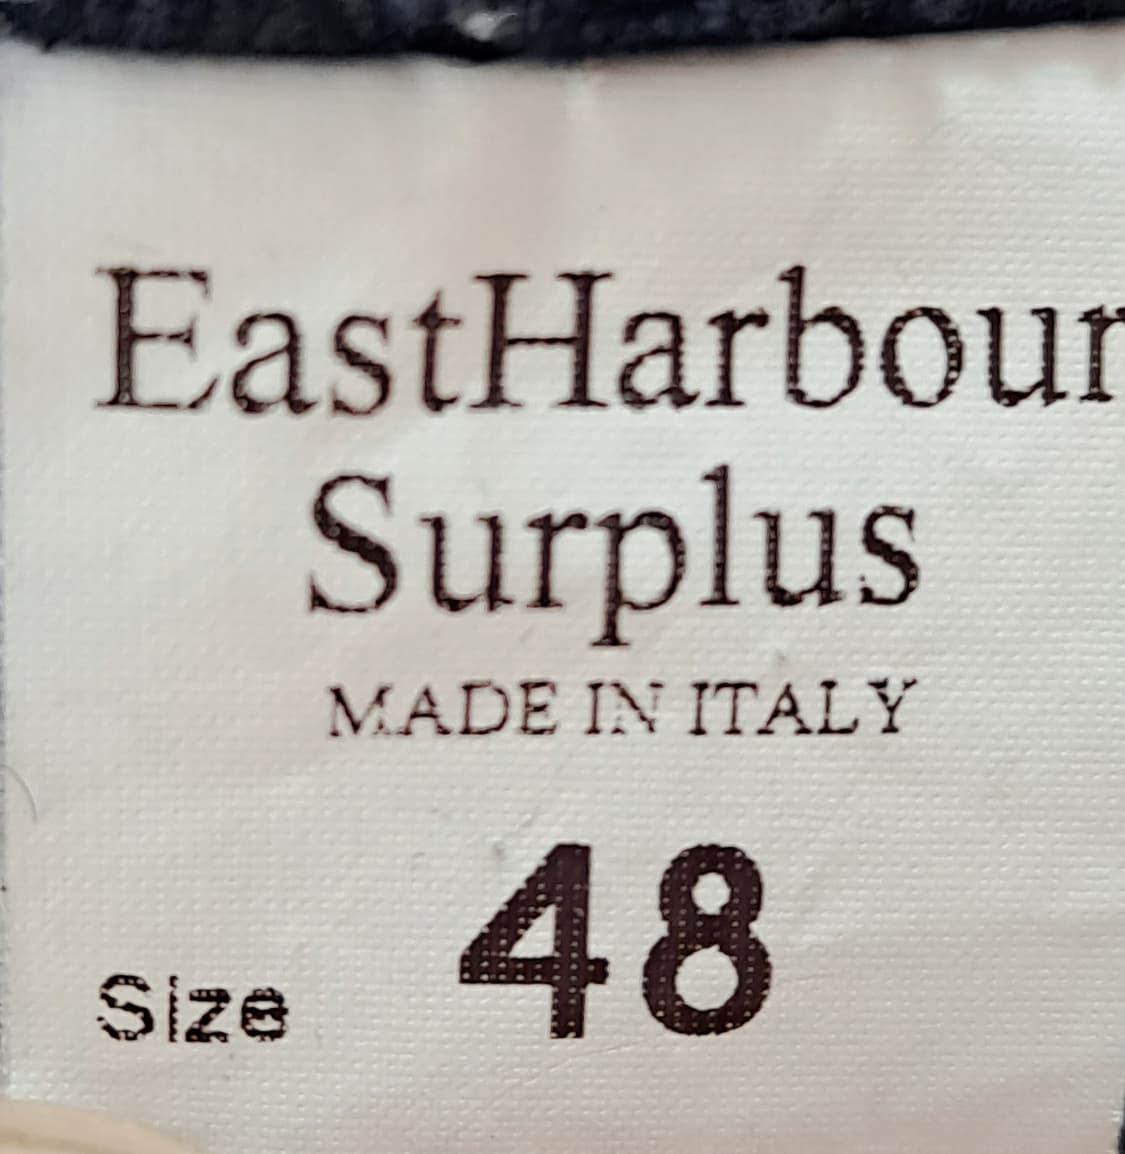 EastHarbour
Surplus
MADE IN ITALY
Size 48